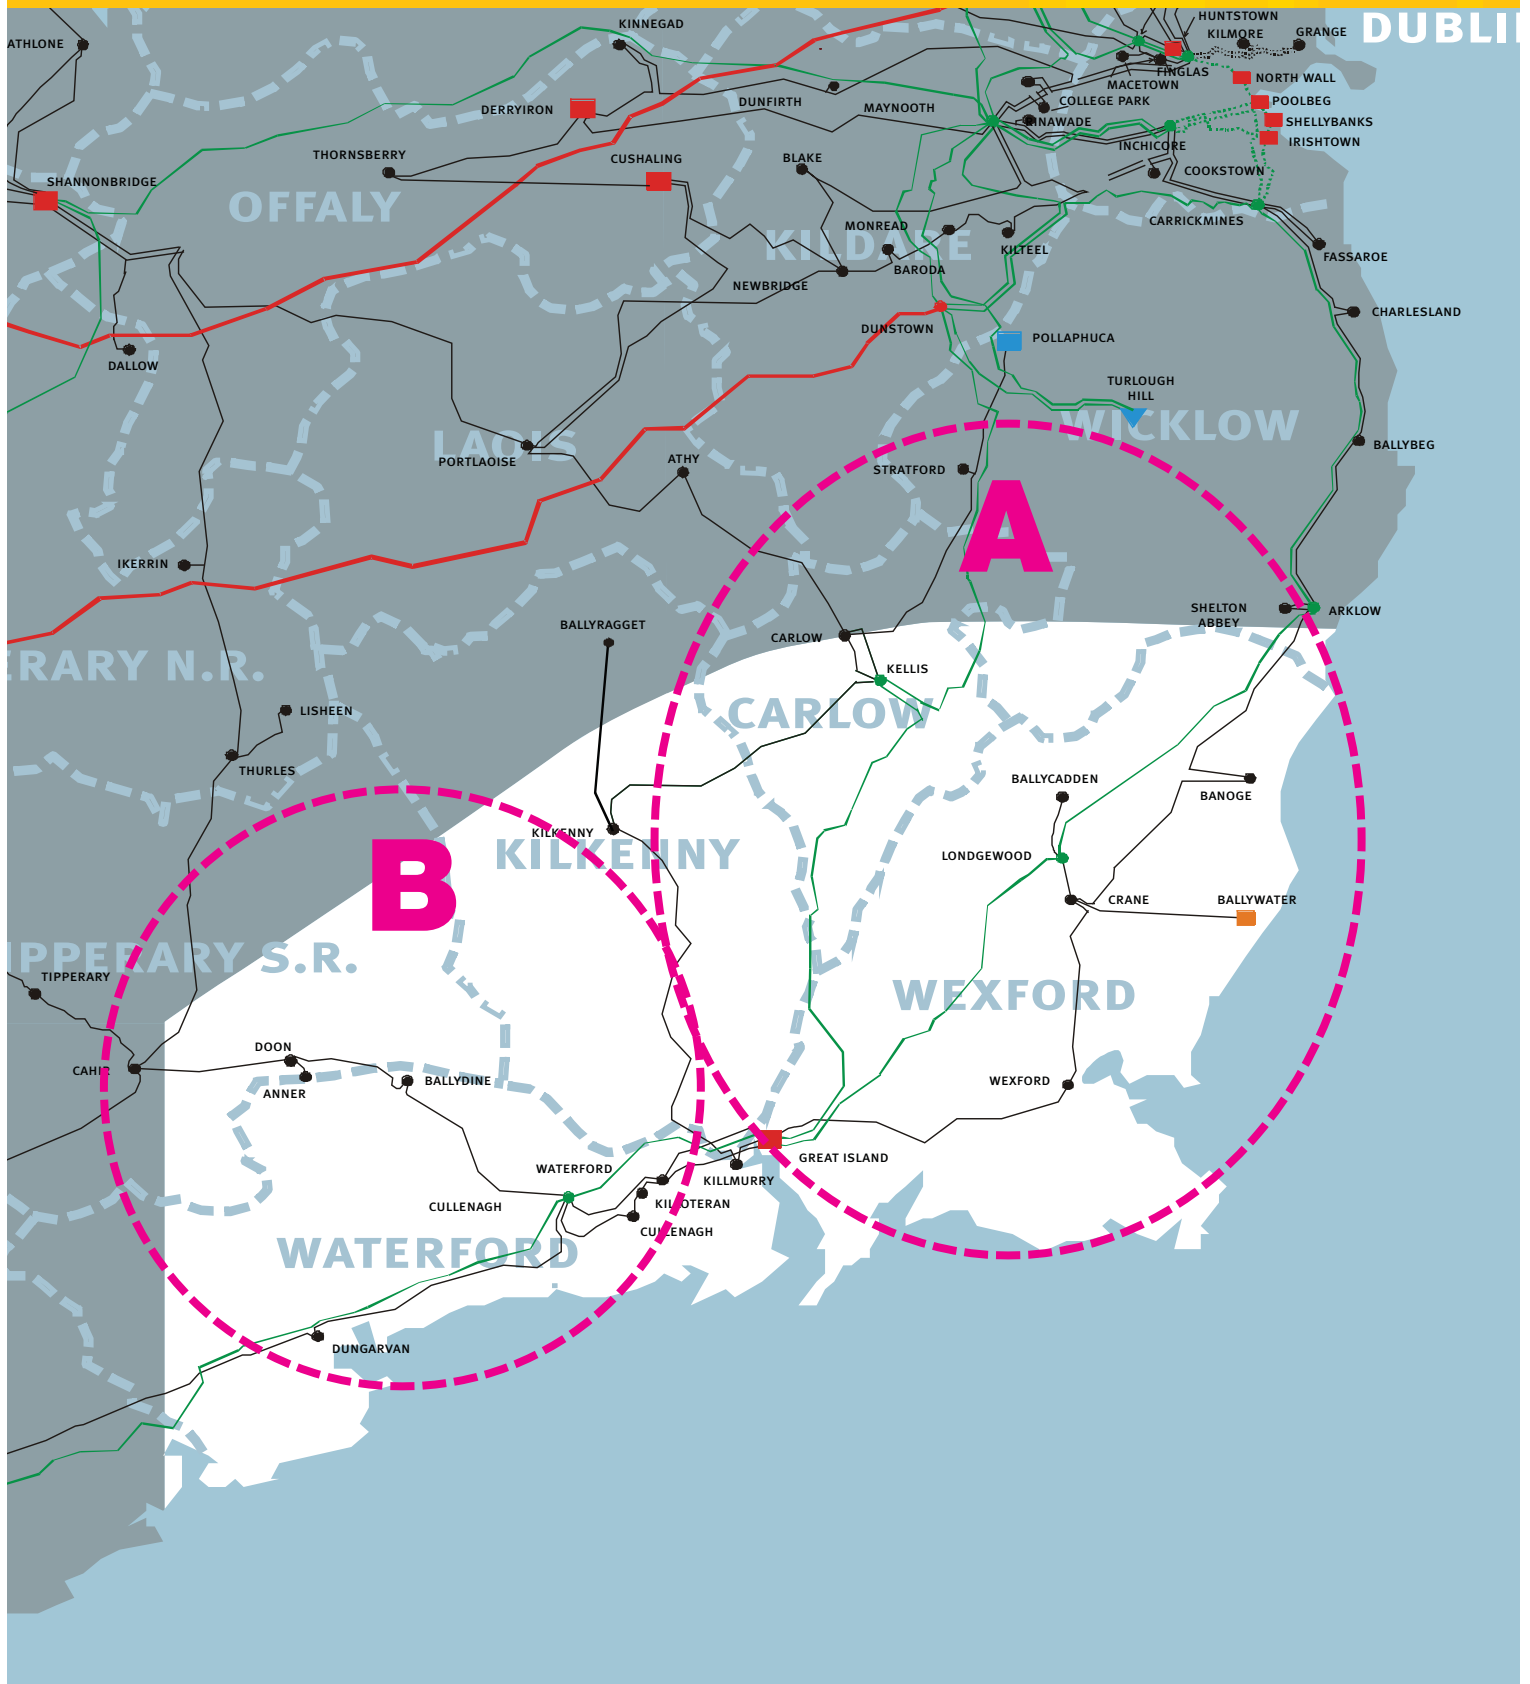 HUNTSTOWN
KINNEGAD
KILMORE
GRANGE
DUBLI
ATHLONE
FINGLAS
MACETOWN
NORTH WALL
DERRYIRON
DUNFIRTH
MAYNOOTH
COLLEGE PARK
POOLBEG
RINAWADE
SHELLYBANKS
INCHICORE
IRISHTOWN
THORNSBERRY
CUSHALING
BLAKE
COOKSTOWN
SHANNONBRIDGE
OFFALY
MONREAD
CARRICKMINES
KILDARE
KILTEEL
FASSAROE
BARODA
NEWBRIDGE
CHARLESLAND
DUNSTOWN
POLLAPHUCA
DALLOW
TURLOUGH
HILL
WICKLOW
LAOIS
PORTLAOISE
ATHY
STRATFORD
BALLYBEG
A
IKERRIN
SHELTON
ABBEY
ARKLOW
BALLYRAGGET
CARLOW
ERARY N.R.
KELLIS
LISHEEN
CARLOW
THURLES
BALLYCADDEN
BANOGE
KILKENNY
KILKENNY
LONDGEWOOD
B
CRANE
BALLYWATER
IPPERARY S.R.
TIPPERARY
WEXFORD
DOON
CAHIR
ANNER
BALLYDINE
WEXFORD
GREAT ISLAND
WATERFORD
KILLMURRY
CULLENAGH
KILLOTERAN
CULLENAGH
WATERFORD
DUNGARVAN